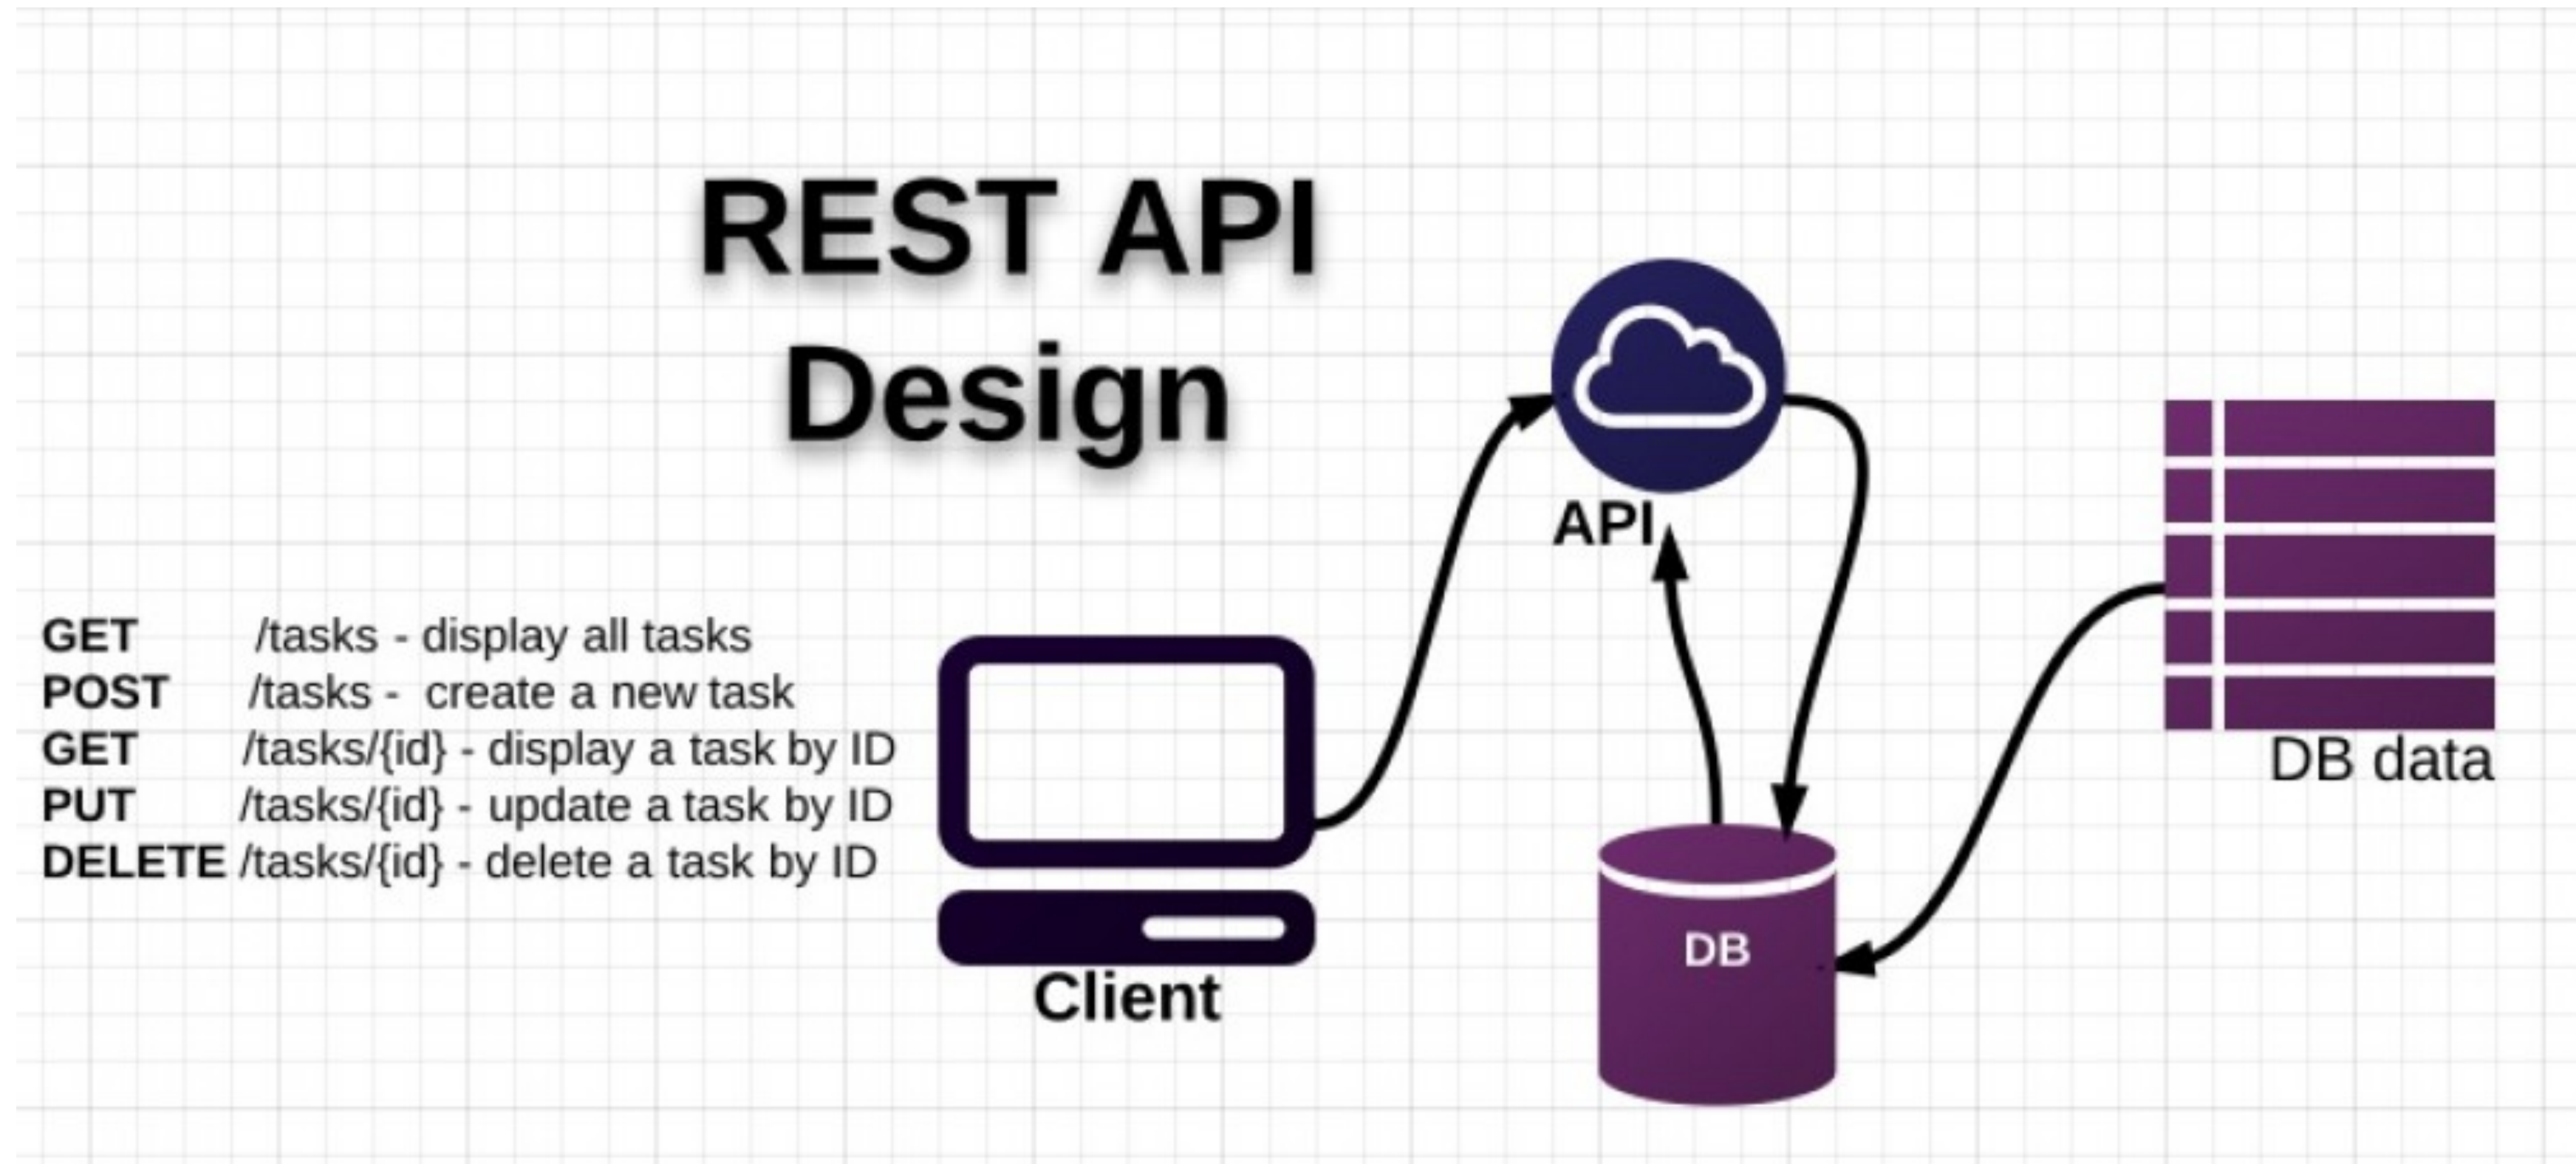 REST API
Design
GET /tasks - display all tasks
POST /tasks - create a new task
GET /tasks/{id} - display a task by ID
PUT /tasks/{id} - update a task by ID
DELETE /tasks/{id} - delete a task by ID
Client
API
DB
DB data